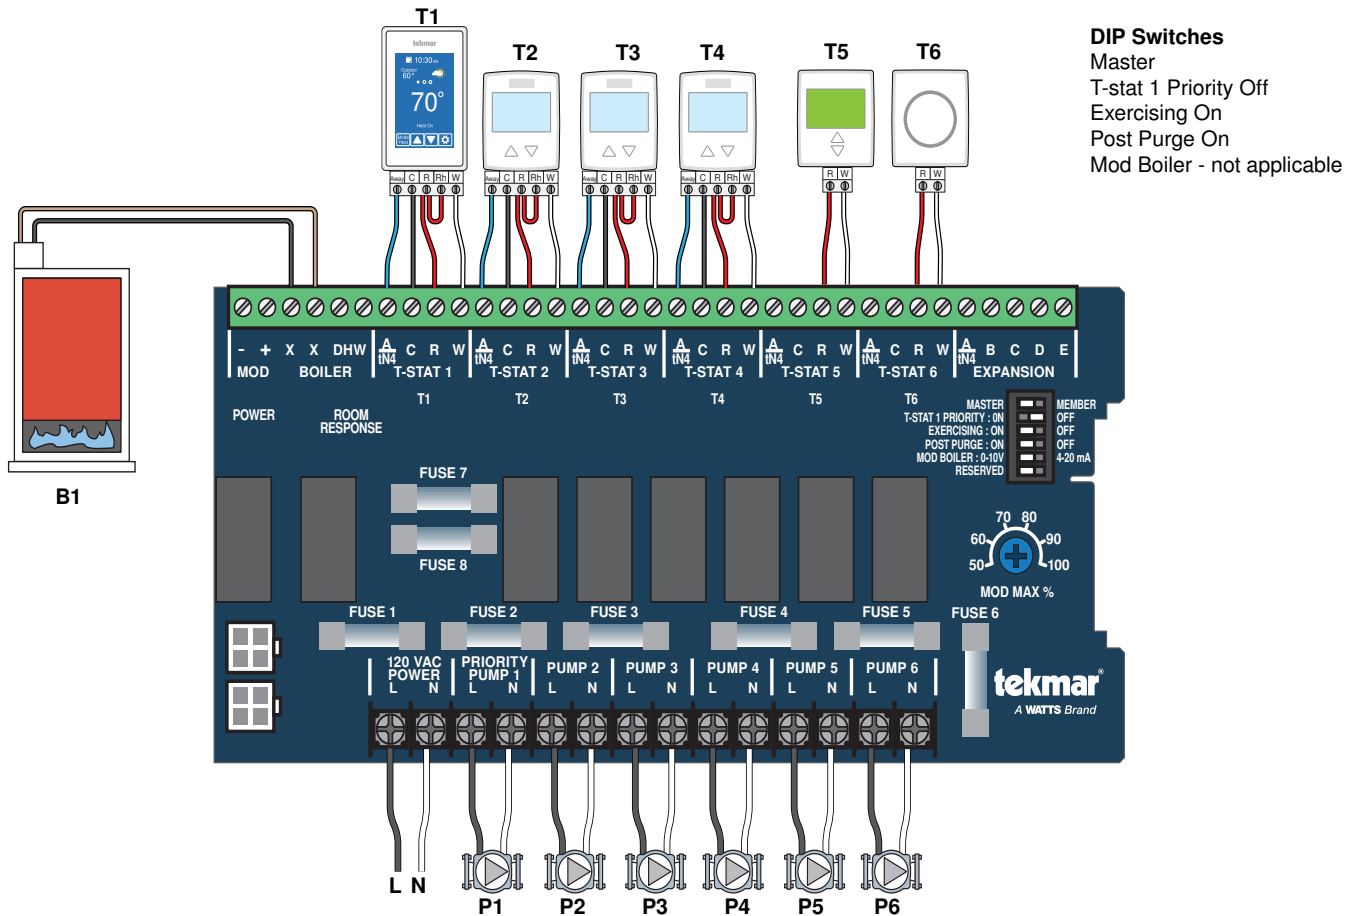 T1
T2
T3
T4
T5
T6
DIP Switches
Master
T-stat 1 Priority Off
Exercising On
Post Purge On
Mod Boiler - not applicable
tekmar
10:30 AM
Outdoor
60°
70°
Heat On
Mode
Heat
Away C R Rh W
Away C R Rh W
Away C R Rh W
Away C R Rh W
R W
R W
B1
- + X X DHW
MOD BOILER
A/tN4 C R W
T-STAT 1
A/tN4 C R W
T-STAT 2
A/tN4 C R W
T-STAT 3
A/tN4 C R W
T-STAT 4
A/tN4 C R W
T-STAT 5
A/tN4 C R W
T-STAT 6
A/tN4 B C D E
EXPANSION
T1 T2 T3 T4 T5 T6
POWER
ROOM
RESPONSE
MASTER MEMBER
T-STAT 1 PRIORITY : 0N OFF
EXERCISING : ON OFF
POST PURGE : ON OFF
MOD BOILER : 0-10V 4-20 mA
RESERVED
FUSE 7
FUSE 8
50 60 70 80 90 100
MOD MAX %
FUSE 1
FUSE 2
FUSE 3
FUSE 4
FUSE 5
FUSE 6
120 VAC
POWER
L N
PRIORITY
PUMP 1
L N
PUMP 2
L N
PUMP 3
L N
PUMP 4
L N
PUMP 5
L N
PUMP 6
L N
tekmar®
A WATTS Brand
L N
P1
P2
P3
P4
P5
P6